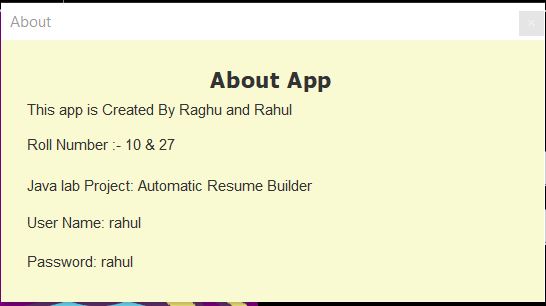 About
About App
This app is Created By Raghu and Rahul
Roll Number :- 10 & 27
Java lab Project: Automatic Resume Builder
User Name: rahul
Password: rahul